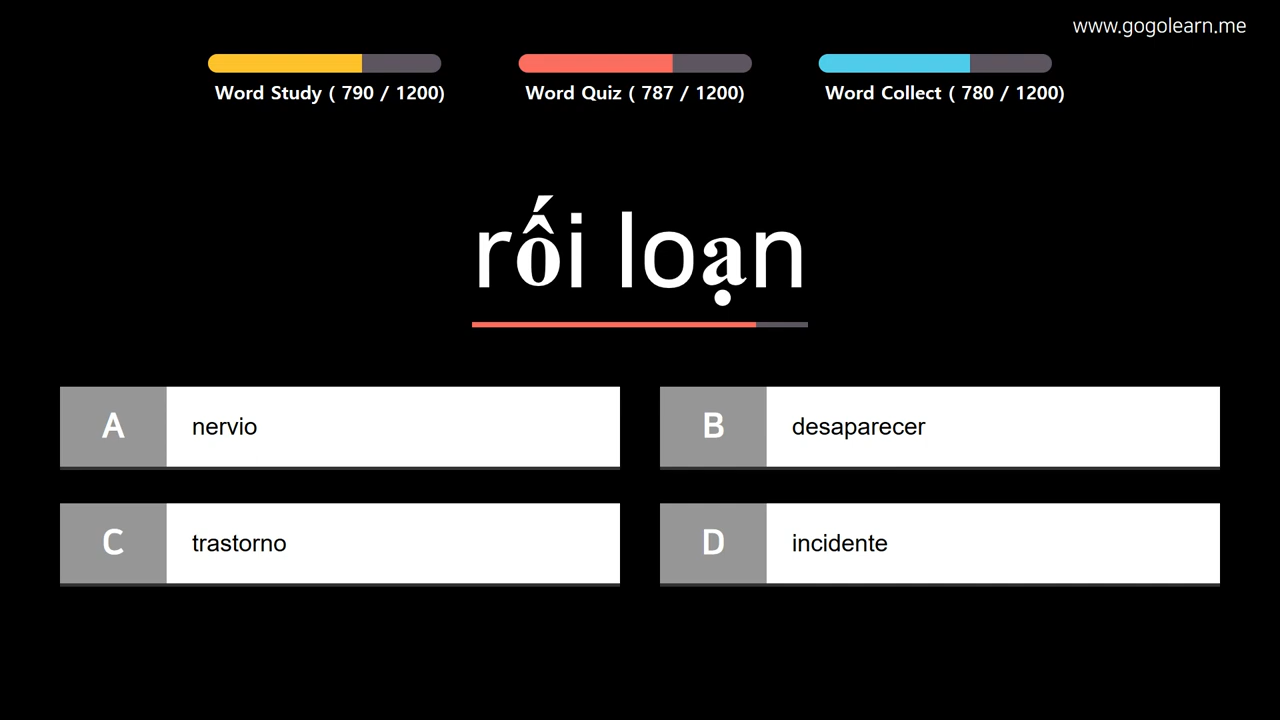 www.gogolearn.me
Word Study ( 790 / 1200)
Word Quiz ( 787 / 1200)
Word Collect ( 780 / 1200)
rối loạn
A nervio
B desaparecer
C trastorno
D incidente